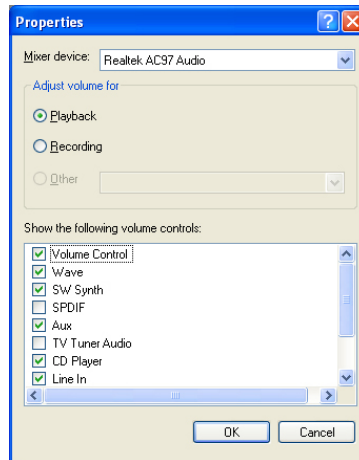 Properties
Mixer device: Realtek AC97 Audio
Adjust volume for
Playback
Recording
Other
Show the following volume controls:
Volume Control
Wave
SW Synth
SPDIF
Aux
TV Tuner Audio
CD Player
Line In
OK Cancel